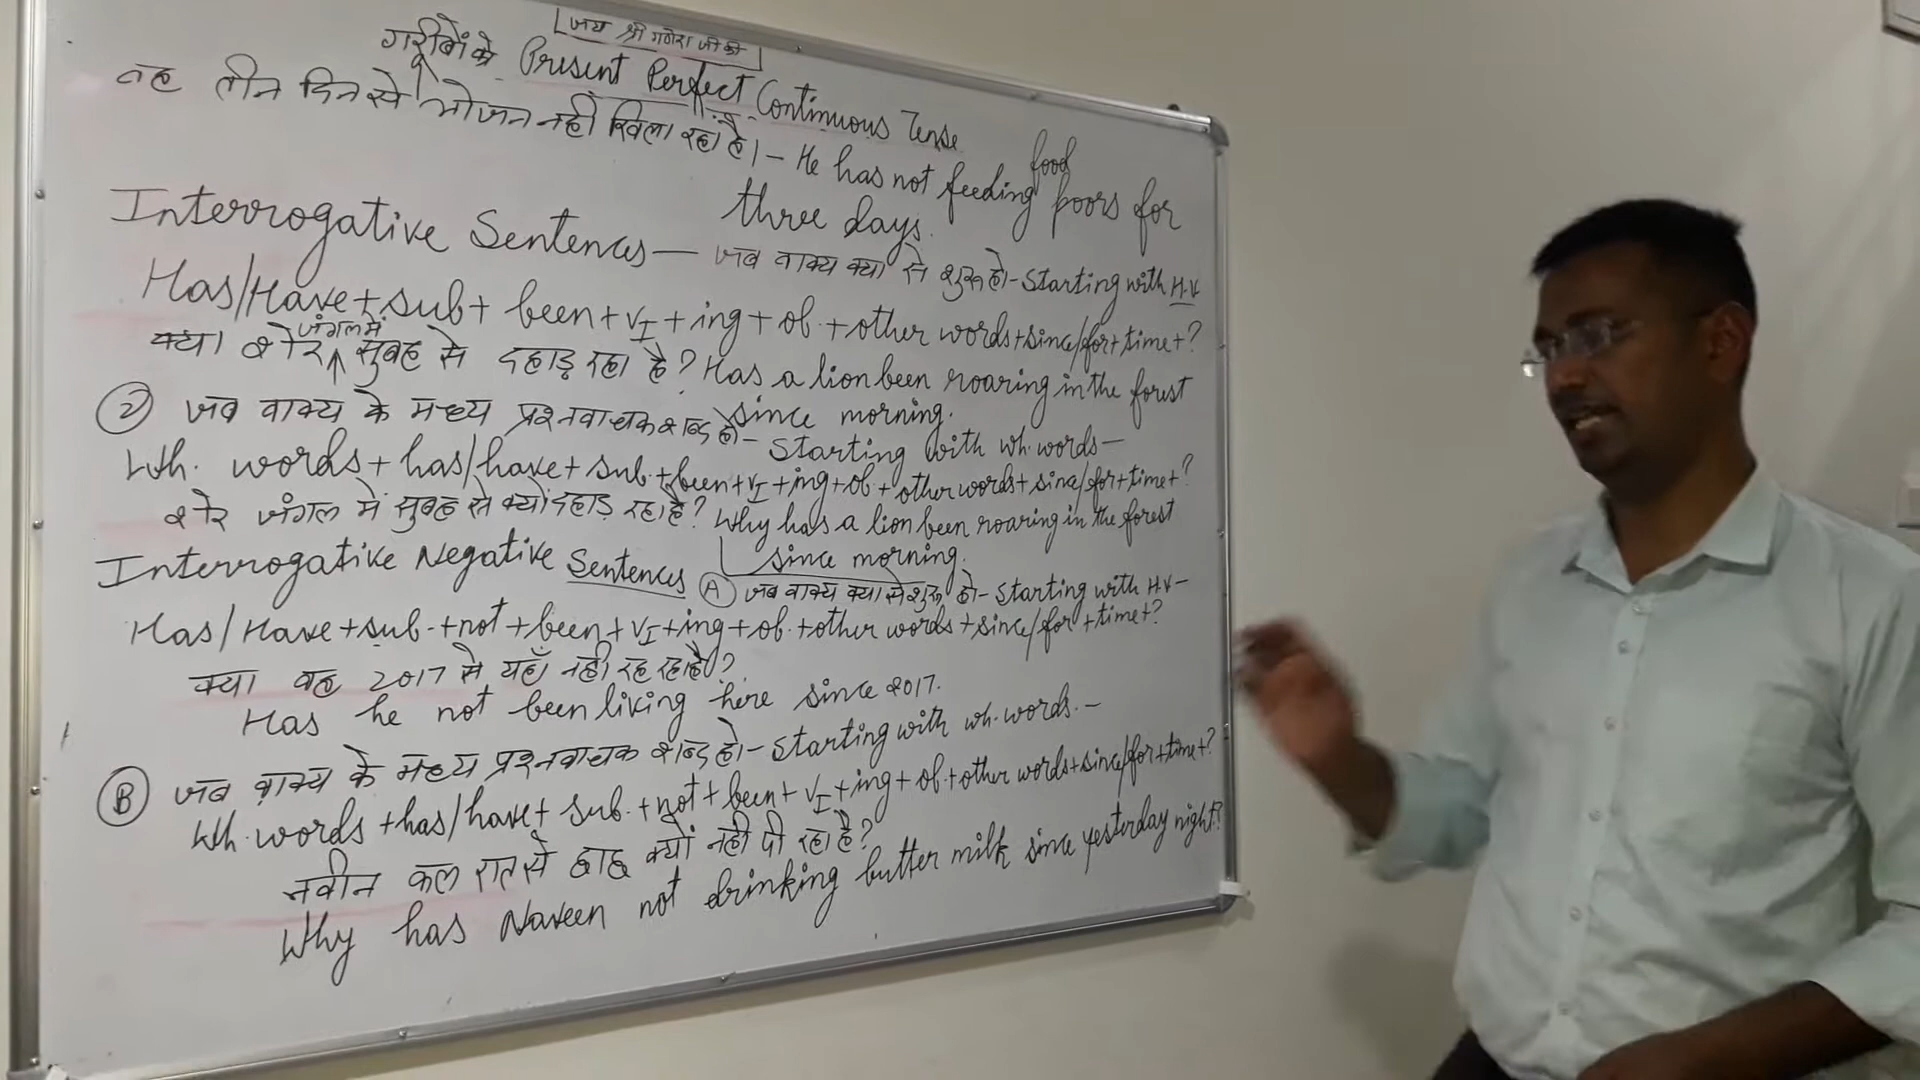 जय श्री गणेश जी की
Present Perfect Continuous Tense
गरीबों को
वह तीन दिन से भोजन नही खिला रहा है। - He has not feeding food poors for
three days.
Interrogative Sentences - जब वाक्य क्या से शुरू हो - Starting with H.V
Has/Have + sub + been + VI + ing + ob. + other words + since/for + time + ?
क्या शेर जंगल में सुबह से दहाड़ रहा है? Has a lion been roaring in the forest
since morning.
② जब वाक्य के मध्य प्रश्नवाचक शब्द हो - Starting with wh. words -
Wh. words + has/have + sub. + been + VI + ing + ob. + other words + since/for + time + ?
शेर जंगल में सुबह से क्यों दहाड़ रहा है? Why has a lion been roaring in the forest
since morning.
Interrogative Negative Sentences Ⓐ जब वाक्य क्या से शुरू हो - Starting with H.V -
Has/Have + sub. + not + been + VI + ing + ob. + other words + since/for + time + ?
क्या वह 2017 से यहाँ नही रह रहा है?
Has he not been living here since 2017.
Ⓑ जब वाक्य के मध्य प्रश्नवाचक शब्द हो - Starting with wh. words. -
Wh. words + has/have + sub. + not + been + VI + ing + ob. + other words + since/for + time + ?
नवीन कल रात से छाछ क्यों नही पी रहा है?
Why has Naveen not drinking butter milk since yesterday night?